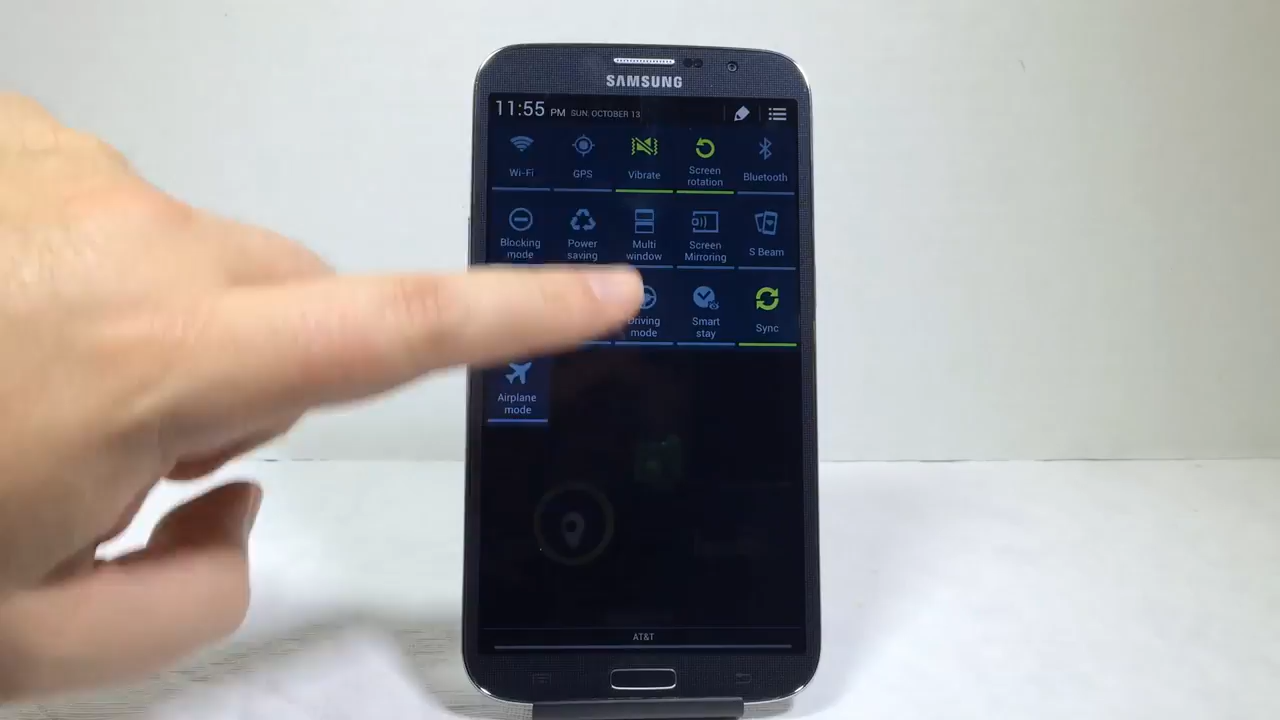 SAMSUNG
11:55 PM SUN, OCTOBER 13
Wi-Fi
GPS
Vibrate
Screen
rotation
Bluetooth
Blocking
mode
Power
saving
Multi
window
Screen
Mirroring
S Beam
Driving
mode
Smart
stay
Sync
Airplane
mode
AT&T